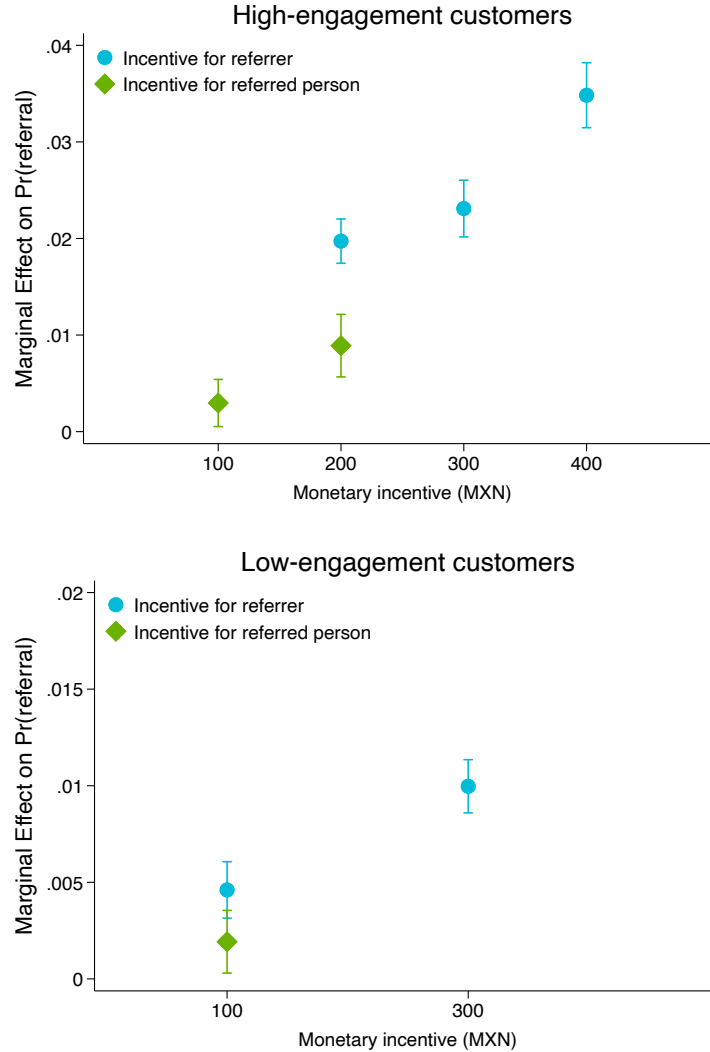 High-engagement customers
.04
Incentive for referrer
Incentive for referred person
.03
.02
.01
0
Marginal Effect on Pr(referral)
100 200 300 400
Monetary incentive (MXN)
Low-engagement customers
.02
Incentive for referrer
Incentive for referred person
.015
.01
.005
0
Marginal Effect on Pr(referral)
100 300
Monetary incentive (MXN)